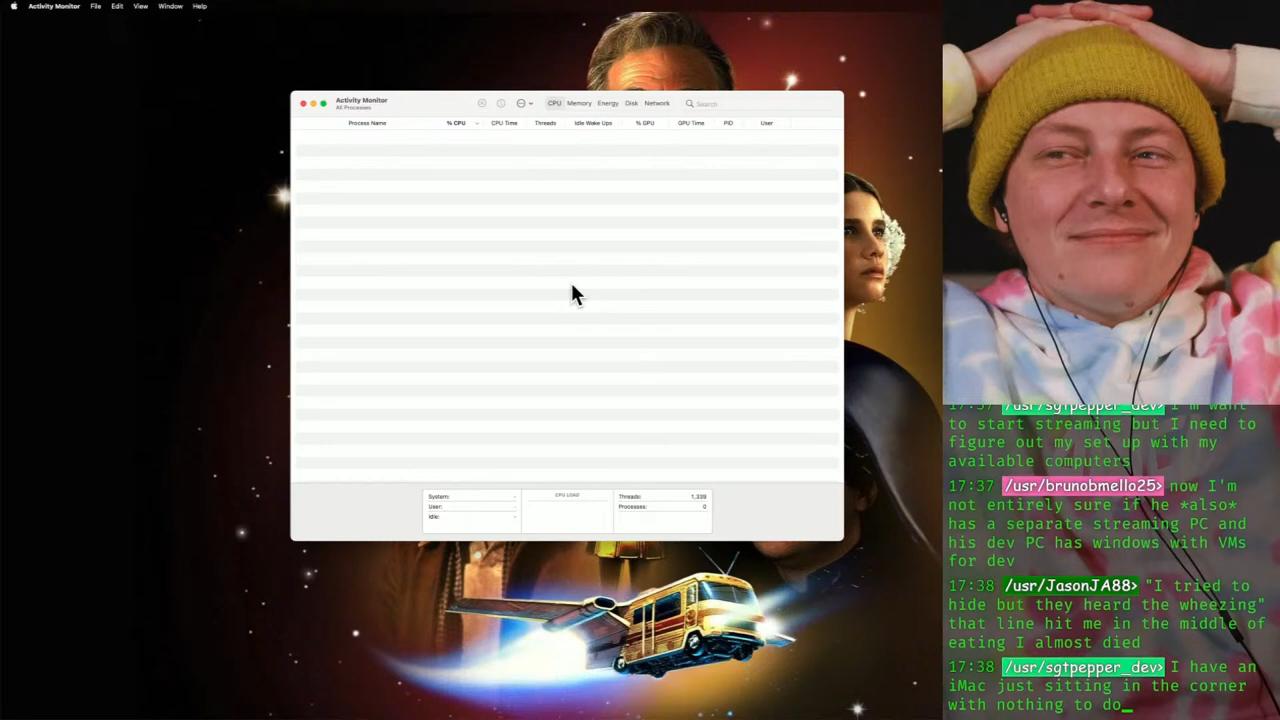 Activity Monitor File Edit View Window Help
Activity Monitor
All Processes
CPU Memory Energy Disk Network Search
Process Name % CPU CPU Time Threads Idle Wake Ups % GPU GPU Time PID User
System: -
User: -
Idle: -
CPU LOAD
Threads: 1,339
Processes: 0
17:37 /usr/sgtpepper_dev> I'm want
to start streaming but I need to
figure out my set up with my
available computers
17:37 /usr/brunobmello25> now I'm
not entirely sure if he *also*
has a separate streaming PC and
his dev PC has windows with VMs
for dev
17:38 /usr/JasonJA88> "I tried to
hide but they heard the wheezing"
that line hit me in the middle of
eating I almost died
17:38 /usr/sgtpepper_dev> I have an
iMac just sitting in the corner
with nothing to do_